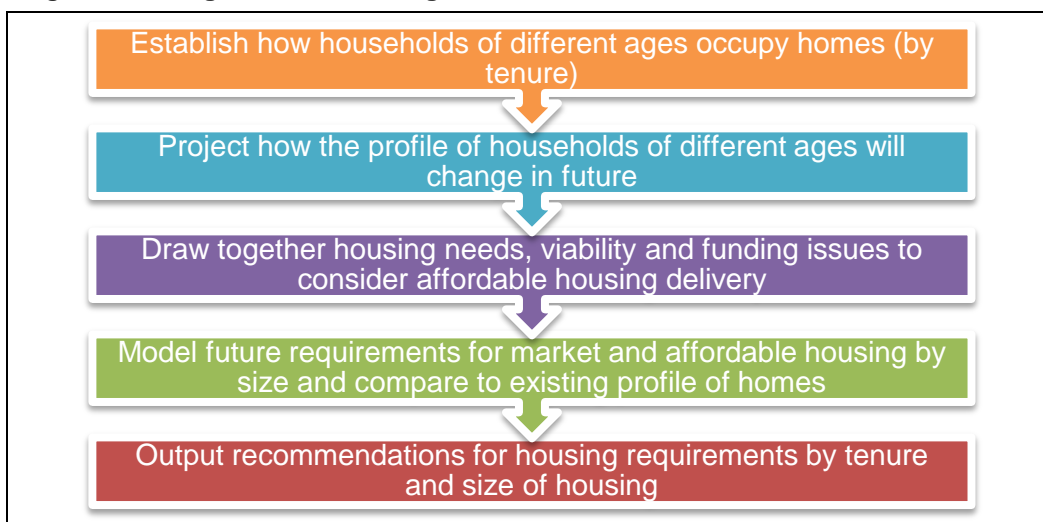 Establish how households of different ages occupy homes (by
tenure)
Project how the profile of households of different ages will
change in future
Draw together housing needs, viability and funding issues to
consider affordable housing delivery
Model future requirements for market and affordable housing by
size and compare to existing profile of homes
Output recommendations for housing requirements by tenure
and size of housing